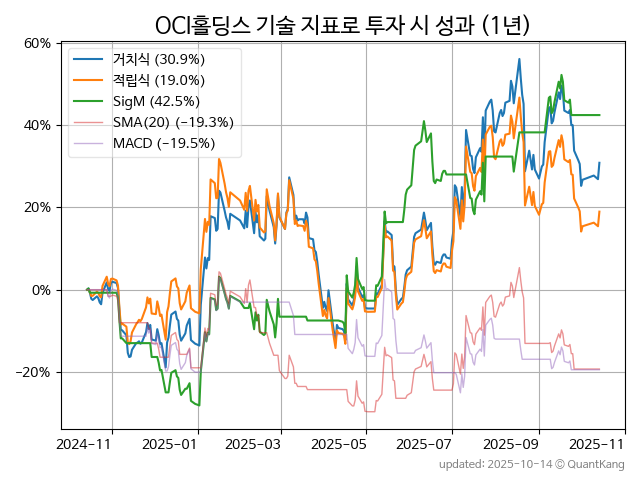 OCI홀딩스 기술 지표로 투자 시 성과 (1년)
60%
40%
20%
0%
−20%
거치식 (30.9%)
적립식 (19.0%)
SigM (42.5%)
SMA(20) (−19.3%)
MACD (−19.5%)
2024-11 2025-01 2025-03 2025-05 2025-07 2025-09 2025-11
updated: 2025-10-14 © QuantKang